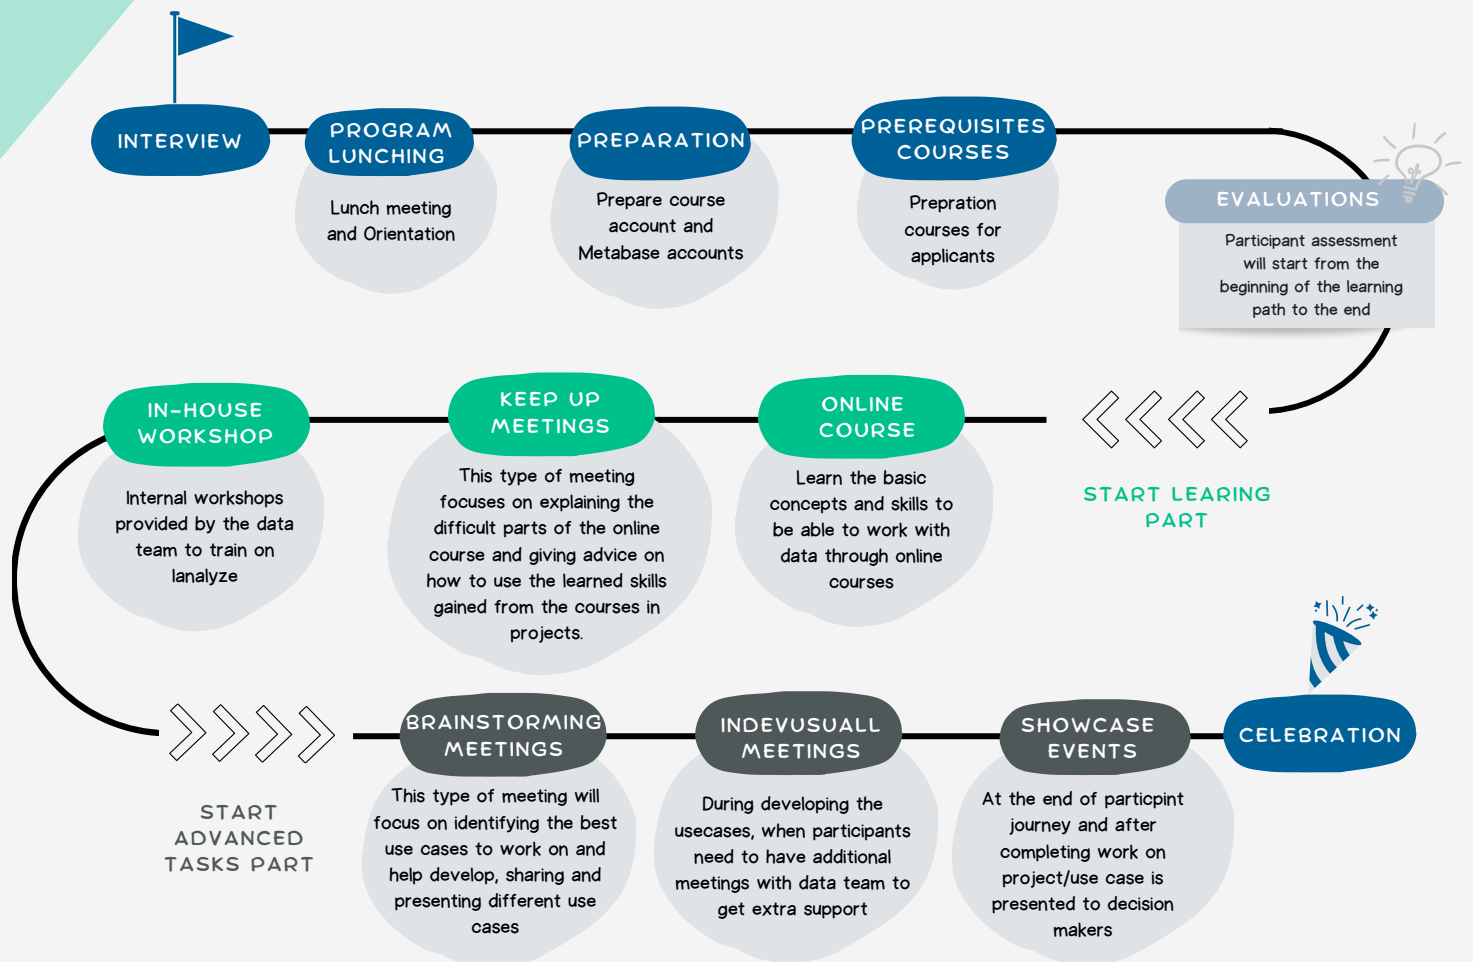 INTERVIEW
PROGRAM
LUNCHING
Lunch meeting
and Orientation
PREPARATION
Prepare course
account and
Metabase accounts
PREREQUISITES
COURSES
Prepration
courses for
applicants
EVALUATIONS
Participant assessment
will start from the
beginning of the learning
path to the end
START LEARING
PART
ONLINE
COURSE
Learn the basic
concepts and skills to
be able to work with
data through online
courses
KEEP UP
MEETINGS
This type of meeting
focuses on explaining the
difficult parts of the online
course and giving advice on
how to use the learned skills
gained from the courses in
projects.
IN-HOUSE
WORKSHOP
Internal workshops
provided by the data
team to train on
lanalyze
START
ADVANCED
TASKS PART
BRAINSTORMING
MEETINGS
This type of meeting will
focus on identifying the best
use cases to work on and
help develop, sharing and
presenting different use
cases
INDEVUSUALL
MEETINGS
During developing the
usecases, when participants
need to have additional
meetings with data team to
get extra support
SHOWCASE
EVENTS
At the end of particpint
journey and after
completing work on
project/use case is
presented to decision
makers
CELEBRATION